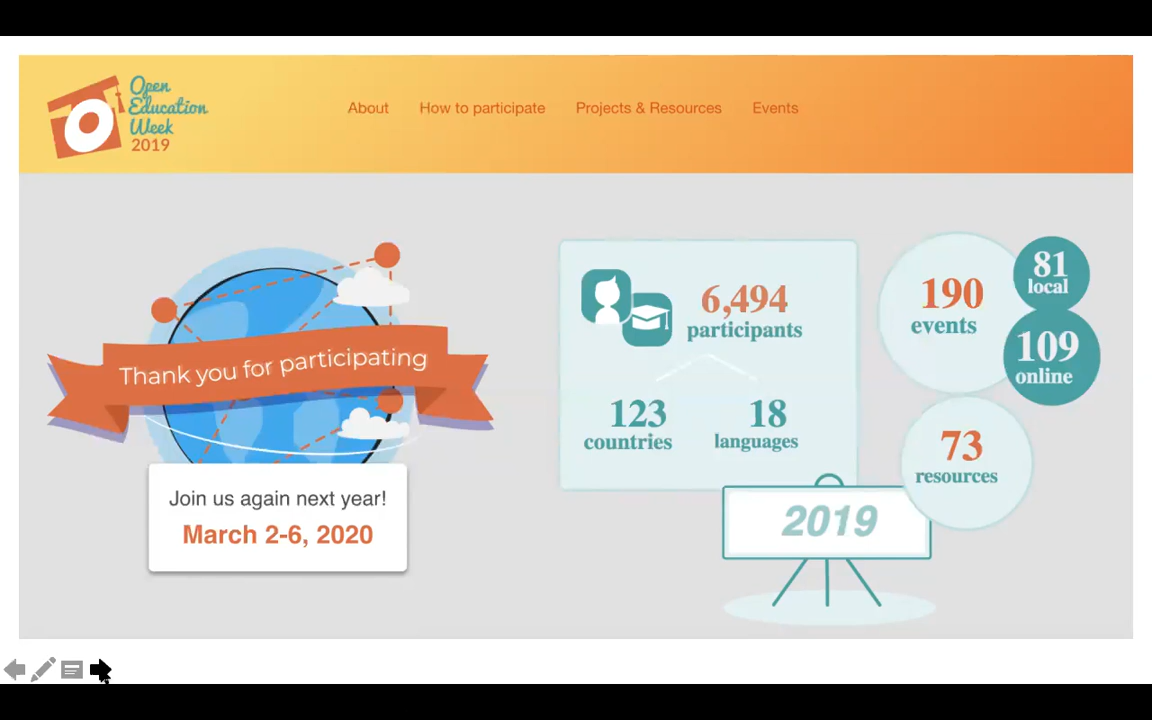 Open
Education
Week
2019
About How to participate Projects & Resources Events
Thank you for participating
Join us again next year!
March 2-6, 2020
6,494
participants
123
countries
18
languages
190
events
81
local
109
online
73
resources
2019